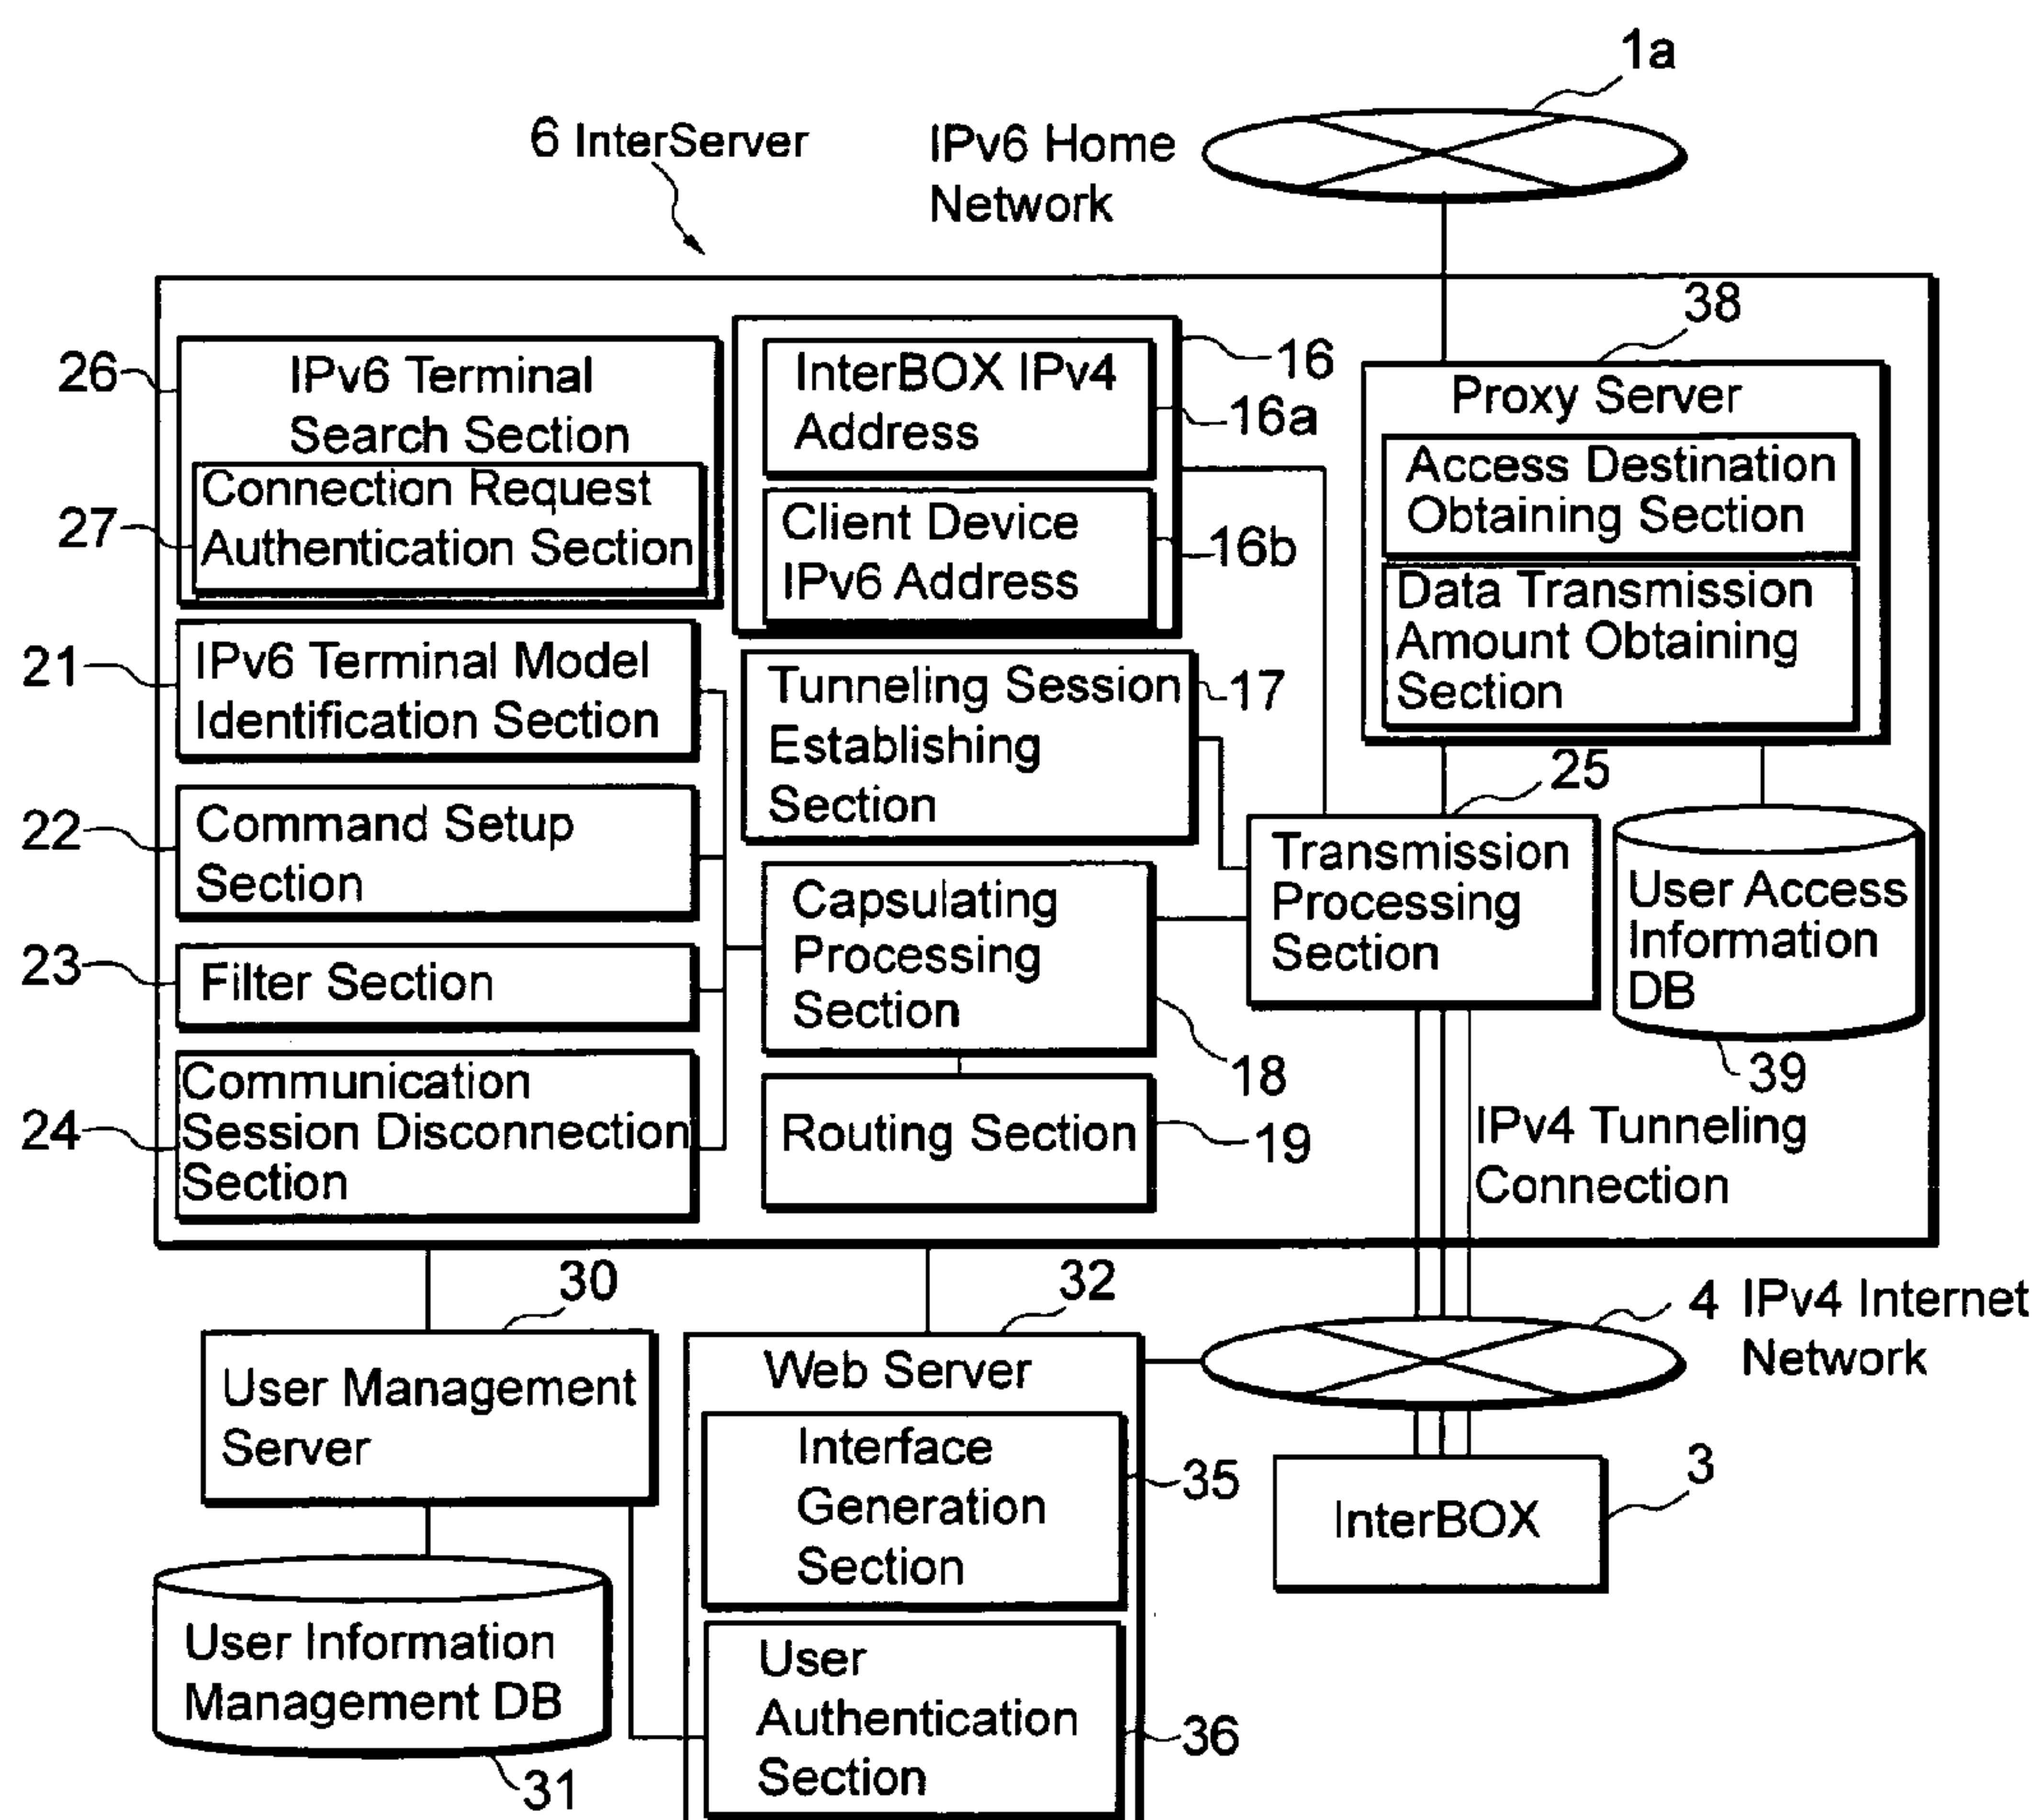 1a
6 InterServer
IPv6 Home
Network
38
26
IPv6 Terminal
Search Section
27
Connection Request
Authentication Section
16
InterBOX IPv4
Address
16a
Client Device
IPv6 Address
16b
Proxy Server
Access Destination
Obtaining Section
Data Transmission
Amount Obtaining
Section
21
IPv6 Terminal Model
Identification Section
Tunneling Session
Establishing
Section
17
25
22
Command Setup
Section
Capsulating
Processing
Section
18
Transmission
Processing
Section
User Access
Information
DB
39
23
Filter Section
24
Communication
Session Disconnection
Section
Routing Section
19
IPv4 Tunneling
Connection
30
32
4 IPv4 Internet
Network
User Management
Server
Web Server
Interface
Generation
Section
35
3
InterBOX
User Information
Management DB
31
User
Authentication
Section
36